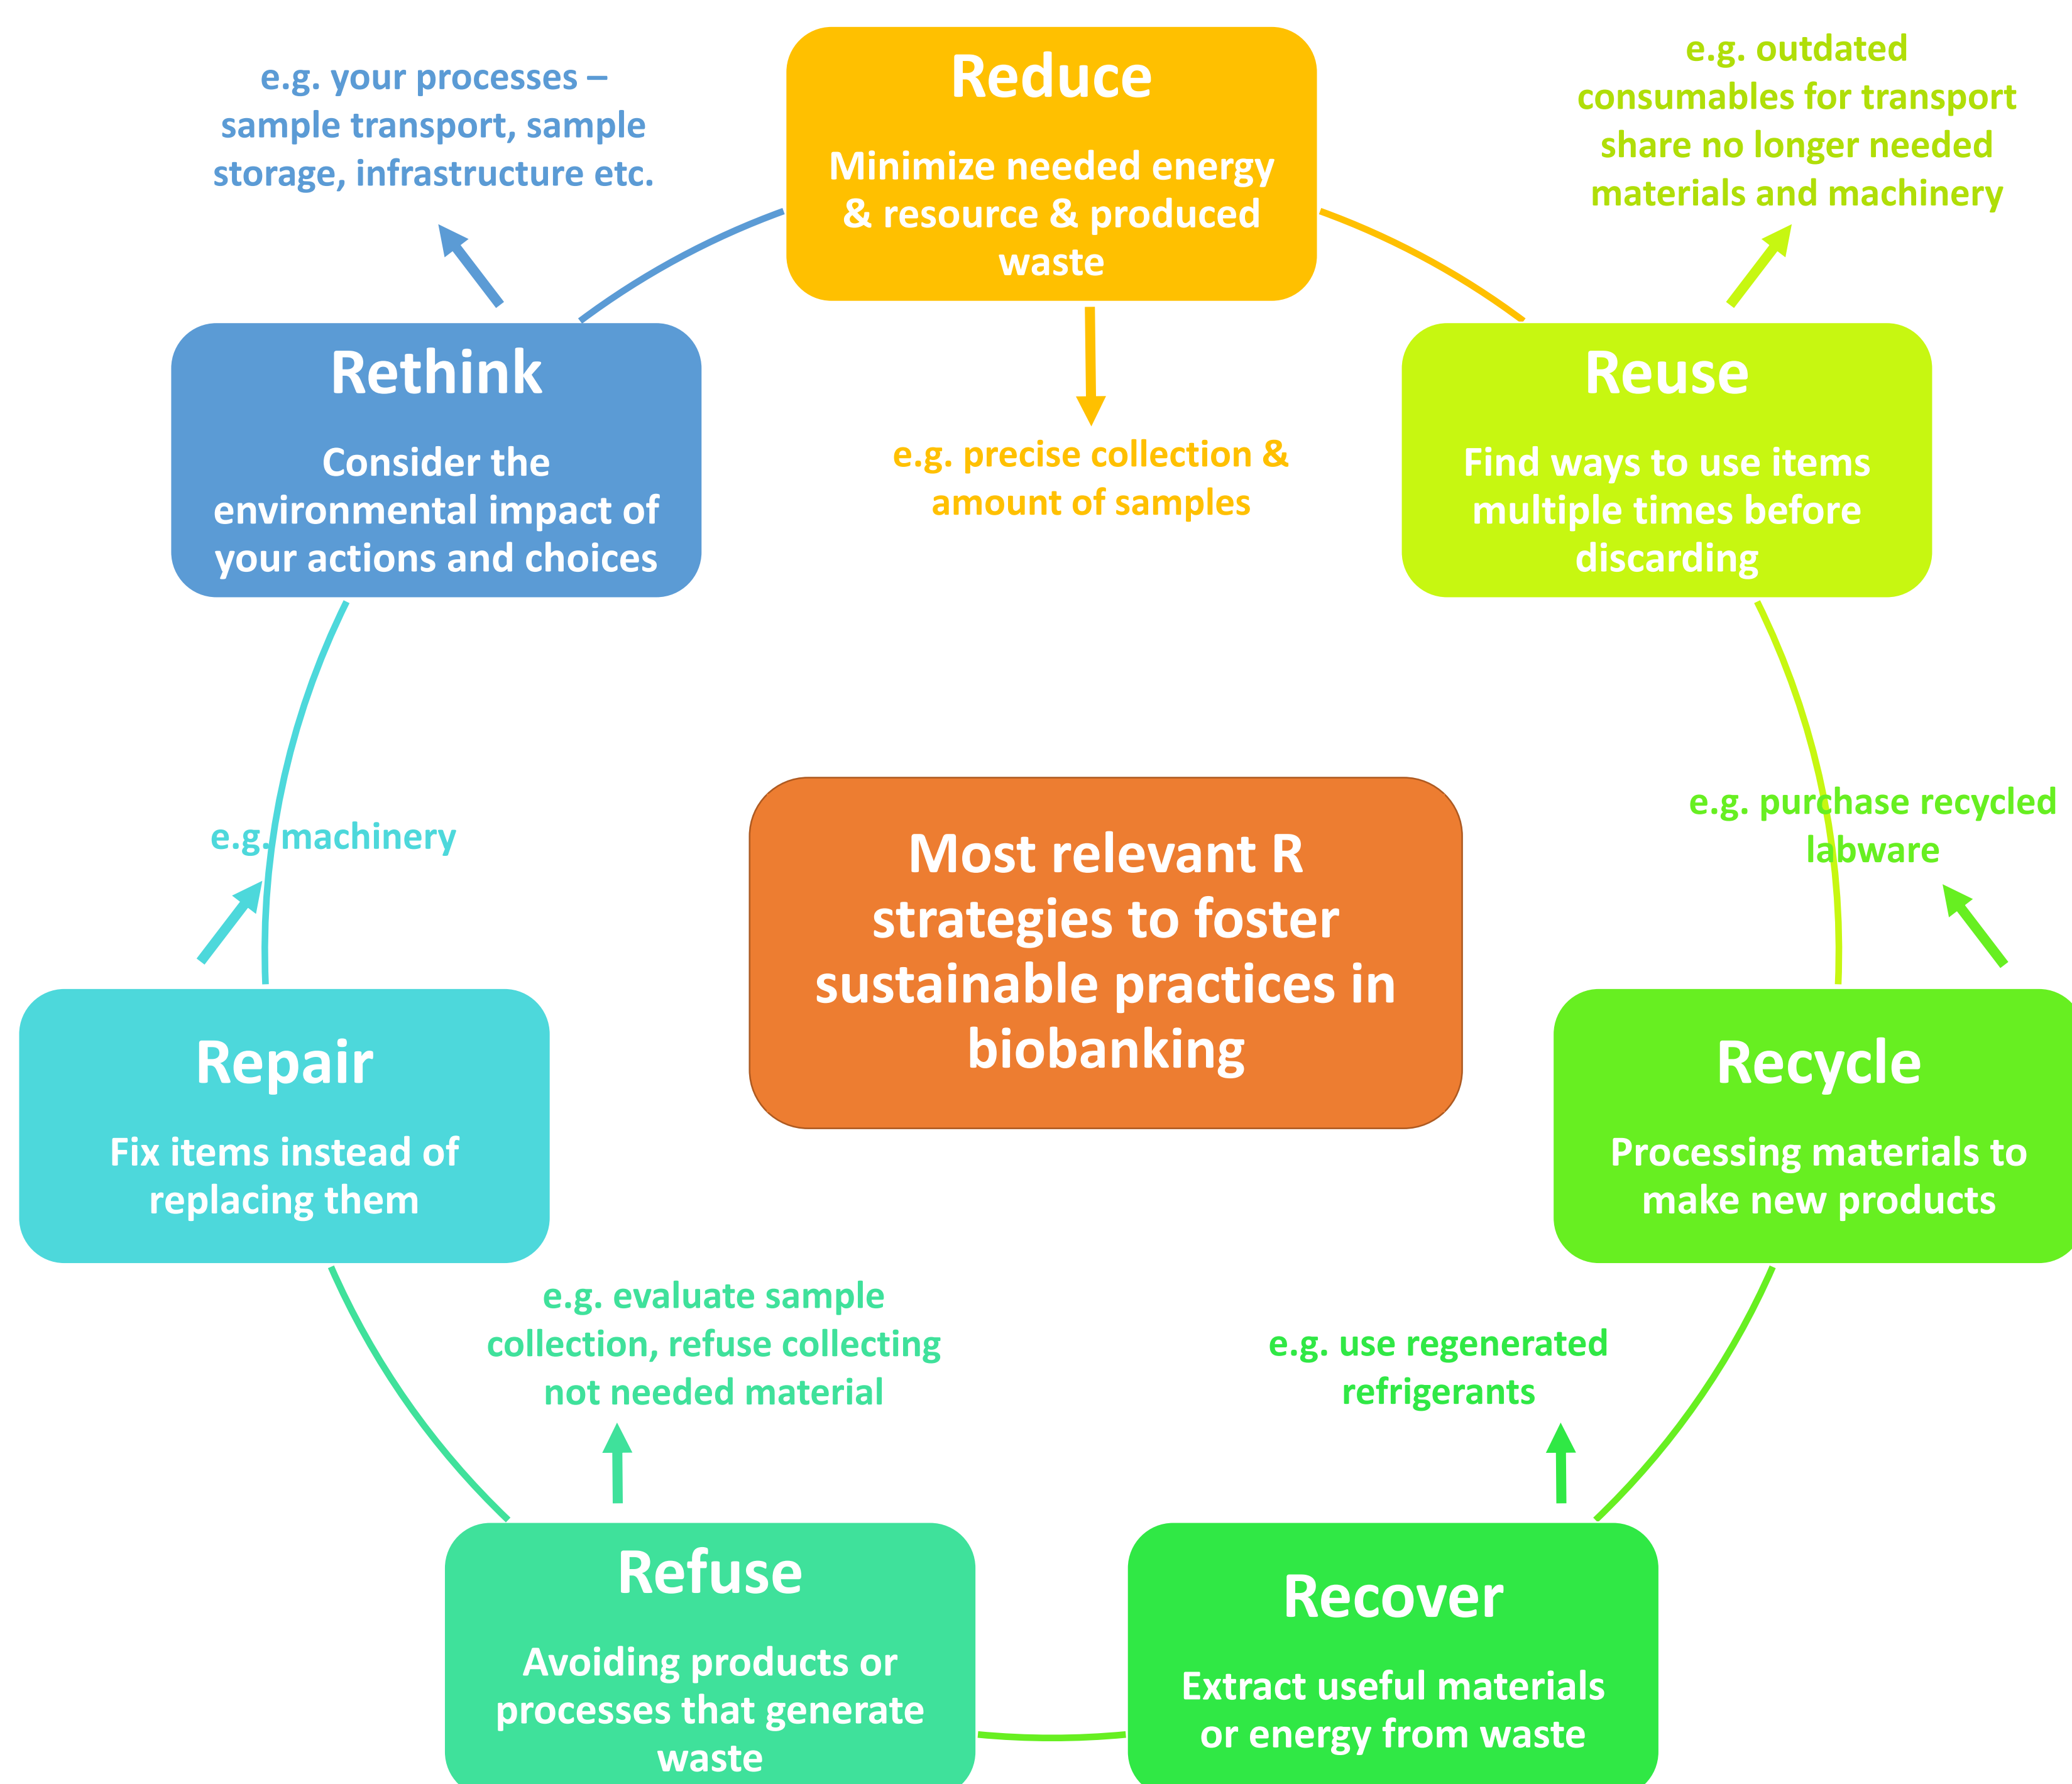 Reduce
Minimize needed energy
& resource & produced
waste
e.g. precise collection &
amount of samples
e.g. outdated
consumables for transport
share no longer needed
materials and machinery
Reuse
Find ways to use items
multiple times before
discarding
e.g. purchase recycled
labware
Recycle
Processing materials to
make new products
e.g. use regenerated
refrigerants
Recover
Extract useful materials
or energy from waste
e.g. evaluate sample
collection, refuse collecting
not needed material
Refuse
Avoiding products or
processes that generate
waste
e.g. machinery
Repair
Fix items instead of
replacing them
e.g. your processes –
sample transport, sample
storage, infrastructure etc.
Rethink
Consider the
environmental impact of
your actions and choices
Most relevant R
strategies to foster
sustainable practices in
biobanking